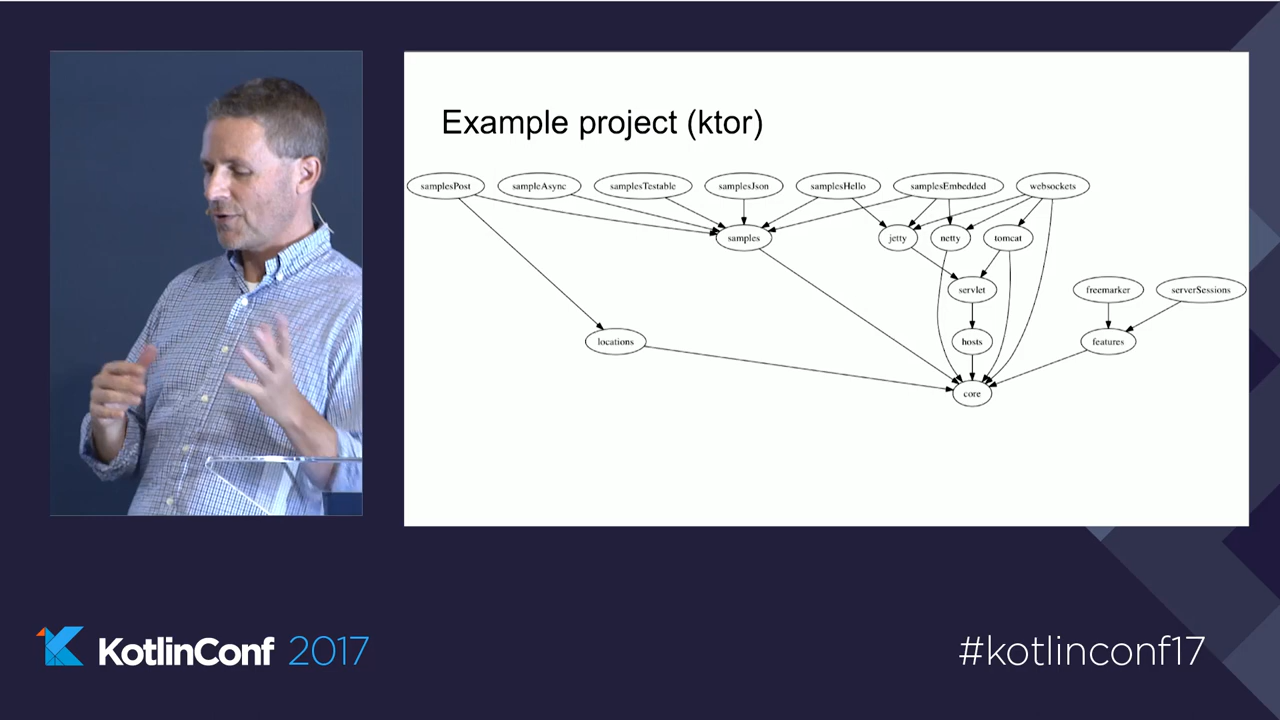 Example project (ktor)
samplesPost sampleAsync samplesTestable samplesJson samplesHello samplesEmbedded websockets
samples jetty netty tomcat
servlet freemarker serverSessions
locations hosts features
core
KotlinConf 2017
#kotlinconf17